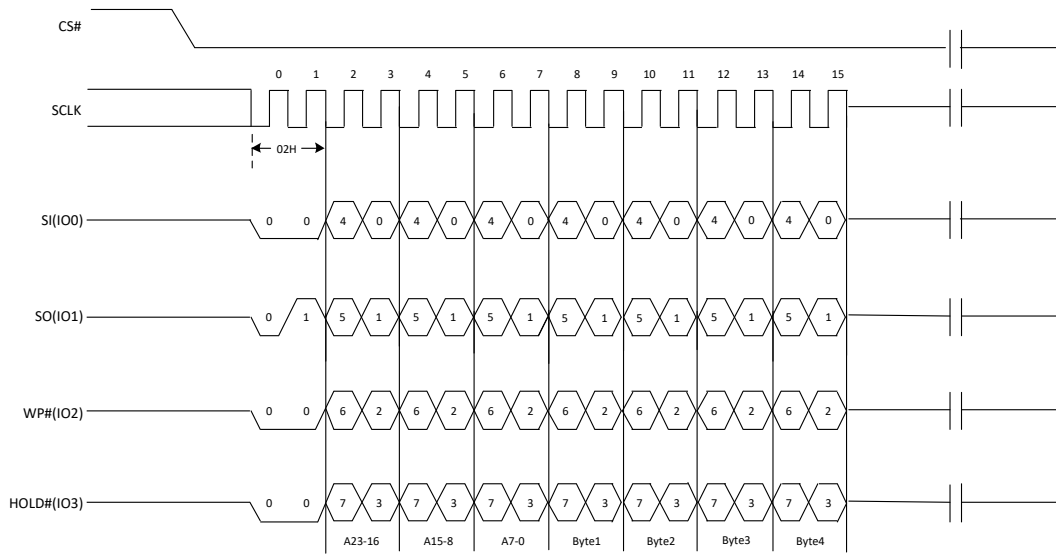 CS#
0 1 2 3 4 5 6 7 8 9 10 11 12 13 14 15
SCLK
02H
SI(IO0) 0 0 4 0 4 0 4 0 4 0 4 0 4 0 4 0
SO(IO1) 0 1 5 1 5 1 5 1 5 1 5 1 5 1 5 1
WP#(IO2) 0 0 6 2 6 2 6 2 6 2 6 2 6 2 6 2
HOLD#(IO3) 0 0 7 3 7 3 7 3 7 3 7 3 7 3 7 3
A23-16 A15-8 A7-0 Byte1 Byte2 Byte3 Byte4